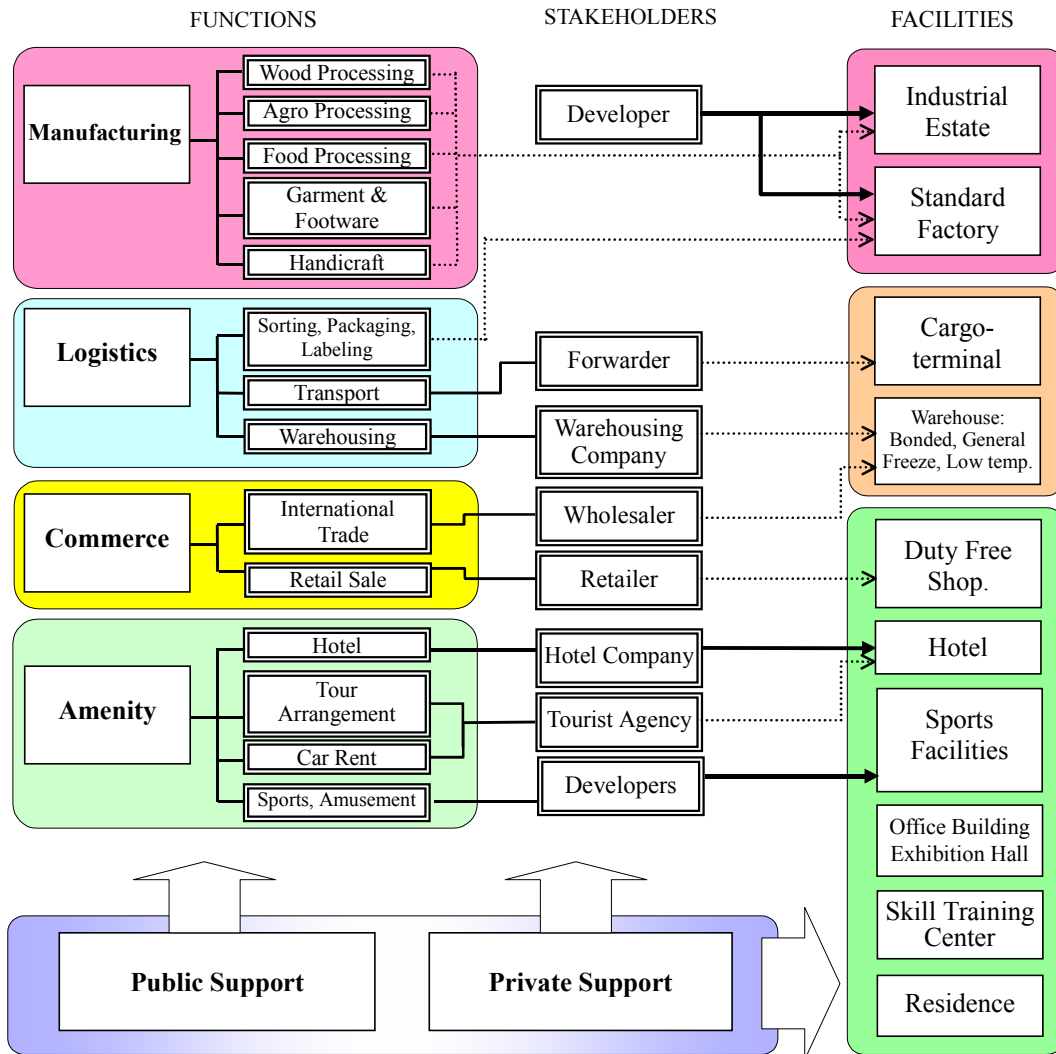 FUNCTIONS
STAKEHOLDERS
FACILITIES
Manufacturing
Wood Processing
Agro Processing
Food Processing
Garment &
Footware
Handicraft
Developer
Industrial
Estate
Standard
Factory
Logistics
Sorting, Packaging,
Labeling
Transport
Warehousing
Forwarder
Warehousing
Company
Cargo-
terminal
Warehouse:
Bonded, General
Freeze, Low temp.
Commerce
International
Trade
Retail Sale
Wholesaler
Retailer
Duty Free
Shop.
Amenity
Hotel
Tour
Arrangement
Car Rent
Sports, Amusement
Hotel Company
Tourist Agency
Developers
Hotel
Sports
Facilities
Office Building
Exhibition Hall
Skill Training
Center
Residence
Public Support
Private Support